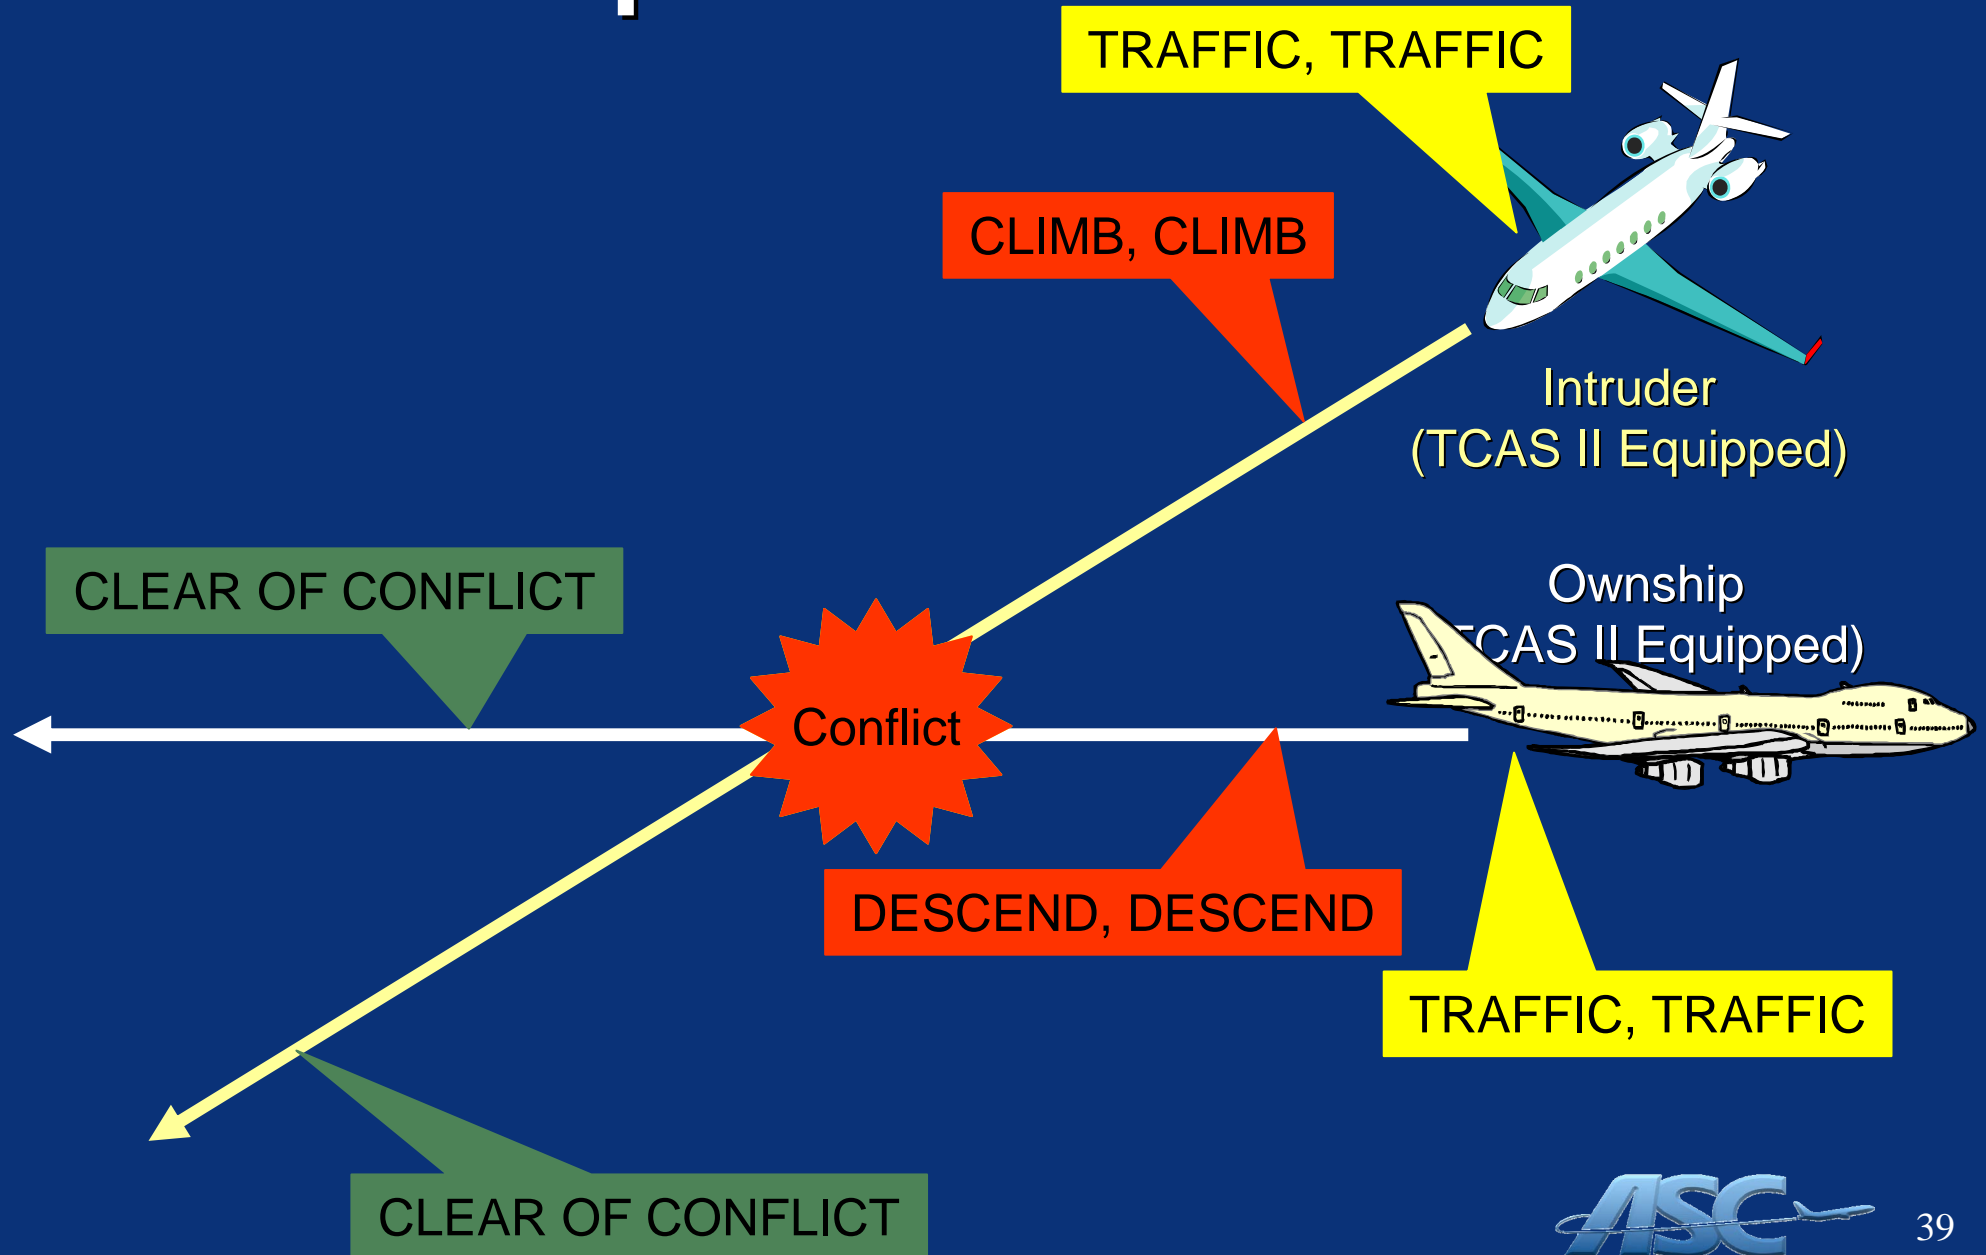 TRAFFIC, TRAFFIC
CLIMB, CLIMB
Intruder
(TCAS II Equipped)
CLEAR OF CONFLICT
Ownship
TCAS II Equipped)
Conflict
DESCEND, DESCEND
TRAFFIC, TRAFFIC
CLEAR OF CONFLICT
ASC
39